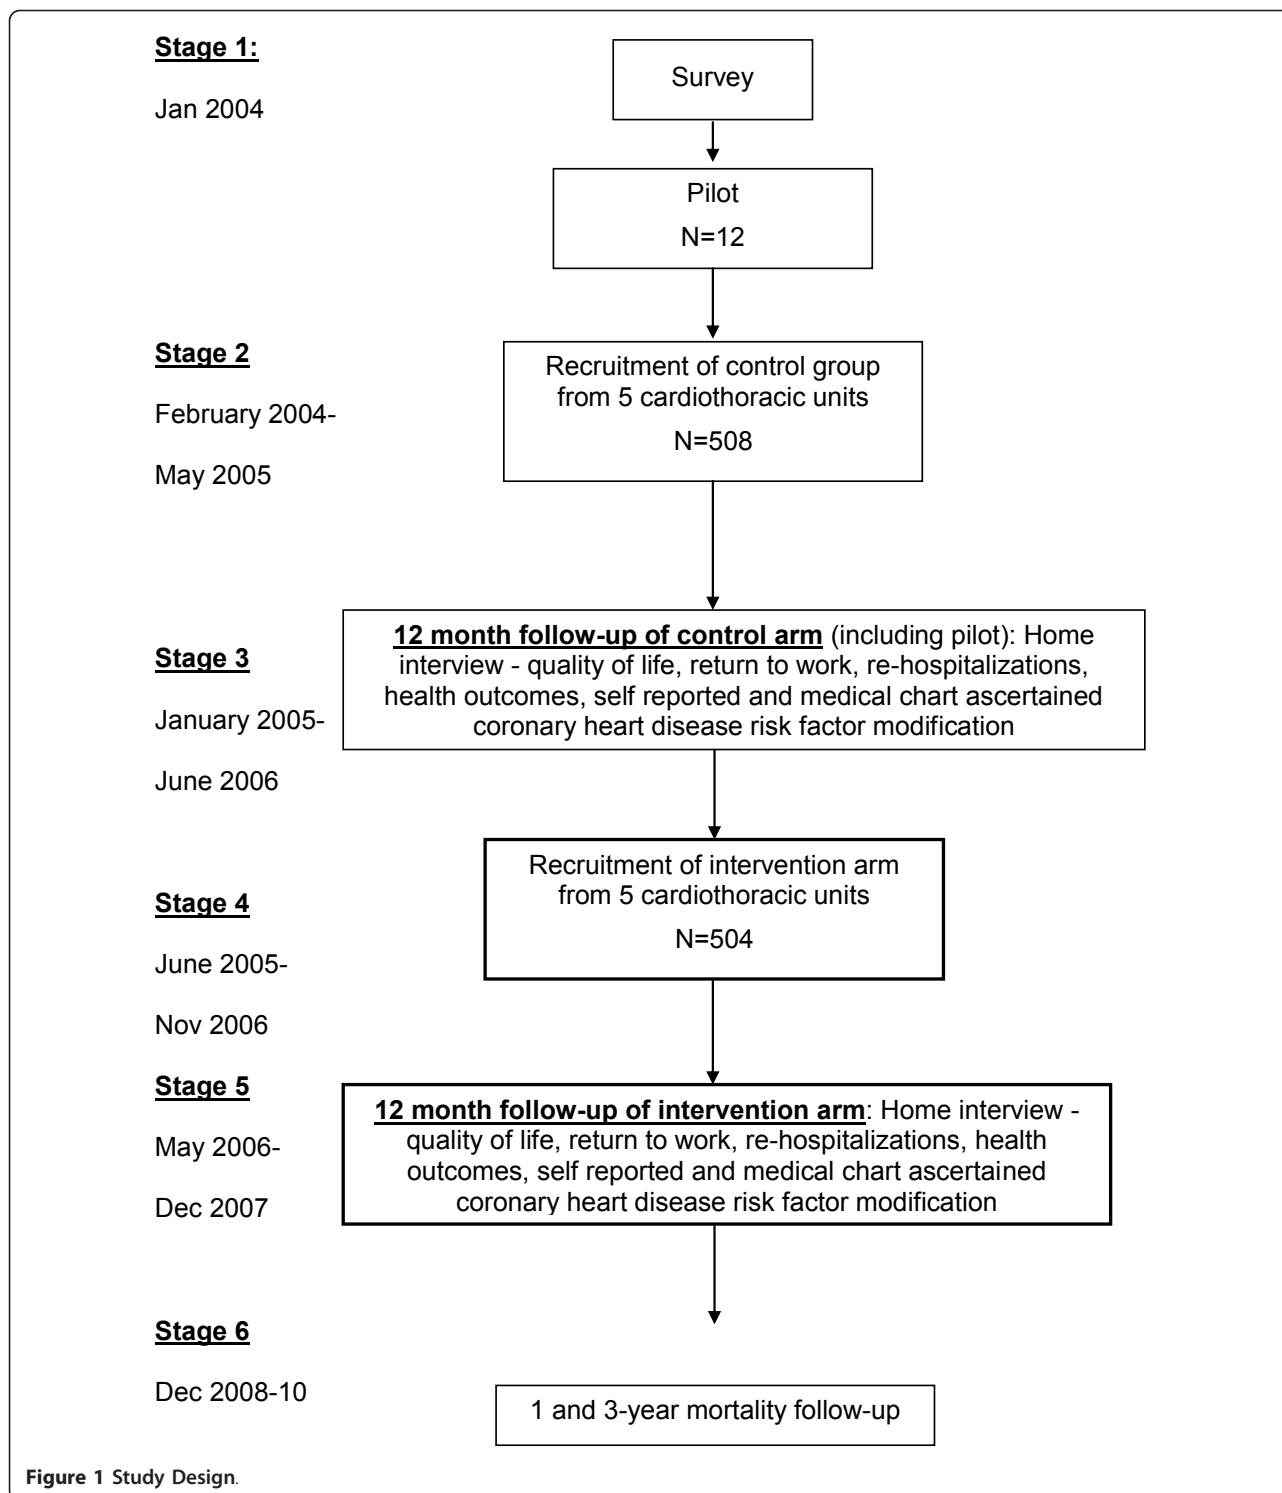 Stage 1:
Jan 2004
Survey
Pilot
N=12
Stage 2
February 2004-
May 2005
Recruitment of control group
from 5 cardiothoracic units
N=508
Stage 3
January 2005-
June 2006
12 month follow-up of control arm (including pilot): Home
interview - quality of life, return to work, re-hospitalizations,
health outcomes, self reported and medical chart ascertained
coronary heart disease risk factor modification
Stage 4
June 2005-
Nov 2006
Recruitment of intervention arm
from 5 cardiothoracic units
N=504
Stage 5
May 2006-
Dec 2007
12 month follow-up of intervention arm: Home interview -
quality of life, return to work, re-hospitalizations, health
outcomes, self reported and medical chart ascertained
coronary heart disease risk factor modification
Stage 6
Dec 2008-10
1 and 3-year mortality follow-up
Figure 1 Study Design.